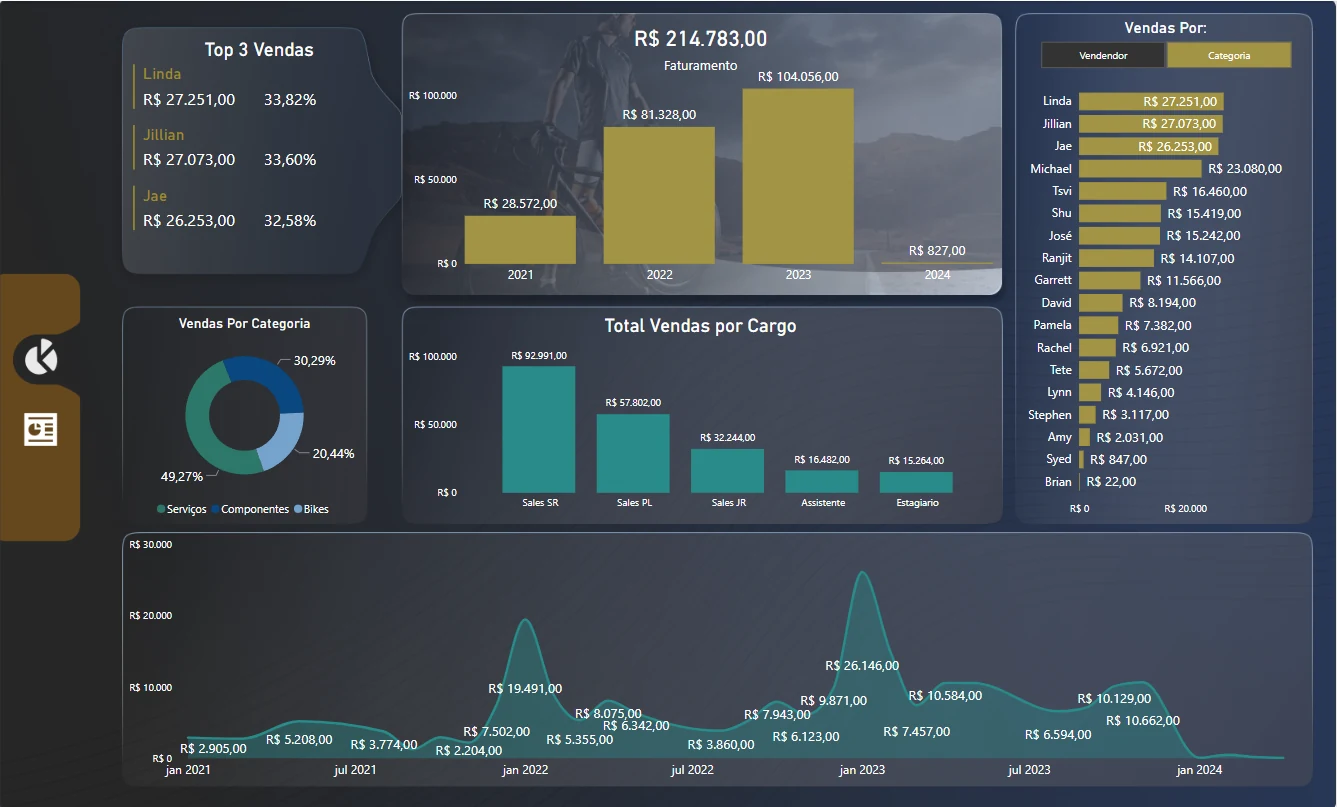 Top 3 Vendas
Linda
R$ 27.251,00 33,82%
Jillian
R$ 27.073,00 33,60%
Jae
R$ 26.253,00 32,58%
R$ 214.783,00
Faturamento
R$ 100.000
R$ 50.000
R$ 0
R$ 28.572,00
R$ 81.328,00
R$ 104.056,00
R$ 827,00
2021 2022 2023 2024
Vendas Por:
Vendendor Categoria
Linda R$ 27.251,00
Jillian R$ 27.073,00
Jae R$ 26.253,00
Michael R$ 23.080,00
Tsvi R$ 16.460,00
Shu R$ 15.419,00
José R$ 15.242,00
Ranjit R$ 14.107,00
Garrett R$ 11.566,00
David R$ 8.194,00
Pamela R$ 7.382,00
Rachel R$ 6.921,00
Tete R$ 5.672,00
Lynn R$ 4.146,00
Stephen R$ 3.117,00
Amy R$ 2.031,00
Syed R$ 847,00
Brian R$ 22,00
R$ 0 R$ 20.000
Vendas Por Categoria
30,29%
20,44%
49,27%
Serviços Componentes Bikes
Total Vendas por Cargo
R$ 100.000
R$ 50.000
R$ 0
R$ 92.991,00
R$ 57.802,00
R$ 32.244,00
R$ 16.482,00
R$ 15.264,00
Sales SR Sales PL Sales JR Assistente Estagiario
R$ 30.000
R$ 20.000
R$ 10.000
R$ 0
R$ 2.905,00
R$ 5.208,00
R$ 3.774,00
R$ 2.204,00
R$ 7.502,00
R$ 19.491,00
R$ 5.355,00
R$ 8.075,00
R$ 6.342,00
R$ 3.860,00
R$ 7.943,00
R$ 6.123,00
R$ 9.871,00
R$ 26.146,00
R$ 7.457,00
R$ 10.584,00
R$ 6.594,00
R$ 10.129,00
R$ 10.662,00
jan 2021 jul 2021 jan 2022 jul 2022 jan 2023 jul 2023 jan 2024